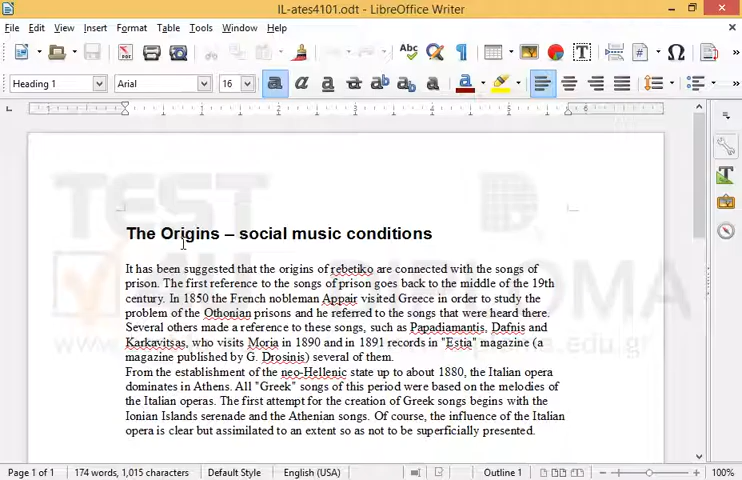 IL-ates4101.odt - LibreOffice Writer
File Edit View Insert Format Table Tools Window Help
Heading 1 Arial 16
The Origins – social music conditions
It has been suggested that the origins of rebetiko are connected with the songs of
prison. The first reference to the songs of prison goes back to the middle of the 19th
century. In 1850 the French nobleman Appair visited Greece in order to study the
problem of the Othonian prisons and he referred to the songs that were heard there.
Several others made a reference to these songs, such as Papadiamantis, Dafnis and
Karkavitsas, who visits Moria in 1890 and in 1891 records in "Estia" magazine (a
magazine published by G. Drosinis) several of them.
From the establishment of the neo-Hellenic state up to about 1880, the Italian opera
dominates in Athens. All "Greek" songs of this period were based on the melodies of
the Italian operas. The first attempt for the creation of Greek songs begins with the
Ionian Islands serenade and the Athenian songs. Of course, the influence of the Italian
opera is clear but assimilated to an extent so as not to be superficially presented.
Page 1 of 1 174 words, 1,015 characters Default Style English (USA) Outline 1 100%